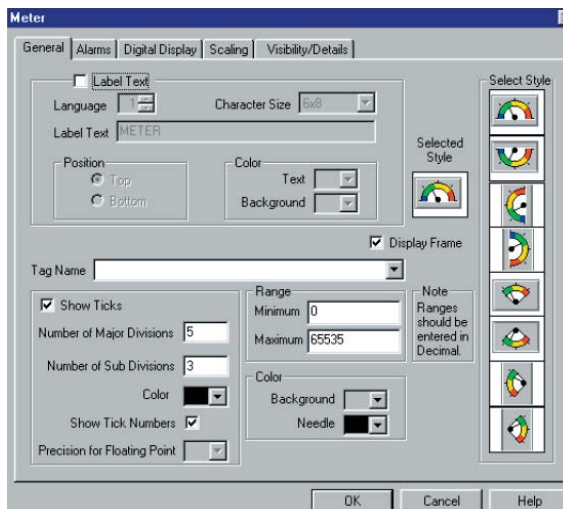 Meter
General Alarms Digital Display Scaling Visibility/Details
Label Text
Language 1 Character Size 6x8
Label Text METER
Position
Top
Bottom
Color
Text
Background
Selected
Style
Select Style
Display Frame
Tag Name
Show Ticks
Number of Major Divisions 5
Number of Sub Divisions 3
Color
Show Tick Numbers
Precision for Floating Point
Range
Minimum 0
Maximum 65535
Note
Ranges
should be
entered in
Decimal.
Color
Background
Needle
OK Cancel Help